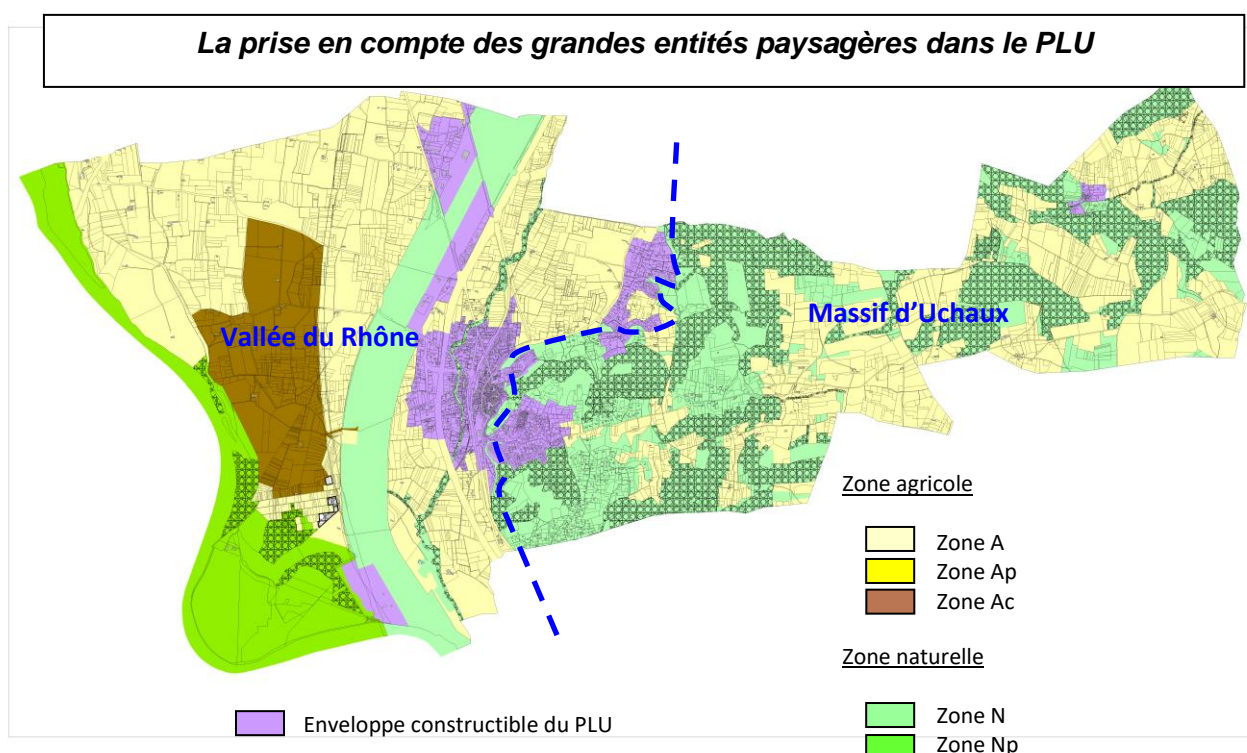 La prise en compte des grandes entités paysagères dans le PLU
Vallée du Rhône
Massif d’Uchaux
Zone agricole
Zone A
Zone Ap
Zone Ac
Zone naturelle
Zone N
Zone Np
Enveloppe constructible du PLU